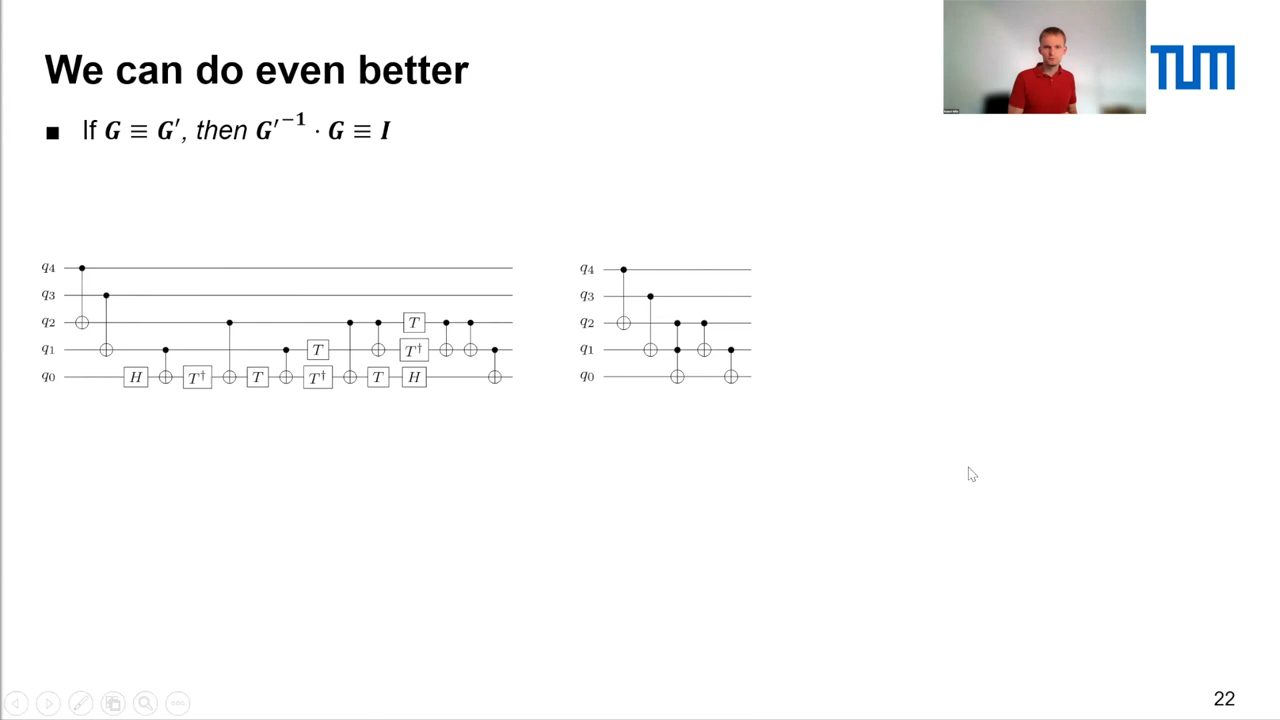 We can do even better
TUM
■ If G ≡ G′, then G′⁻¹ · G ≡ I
q₄
q₃
q₂ T
q₁ T T†
q₀ H T† T T† T H
q₄
q₃
q₂
q₁
q₀
22